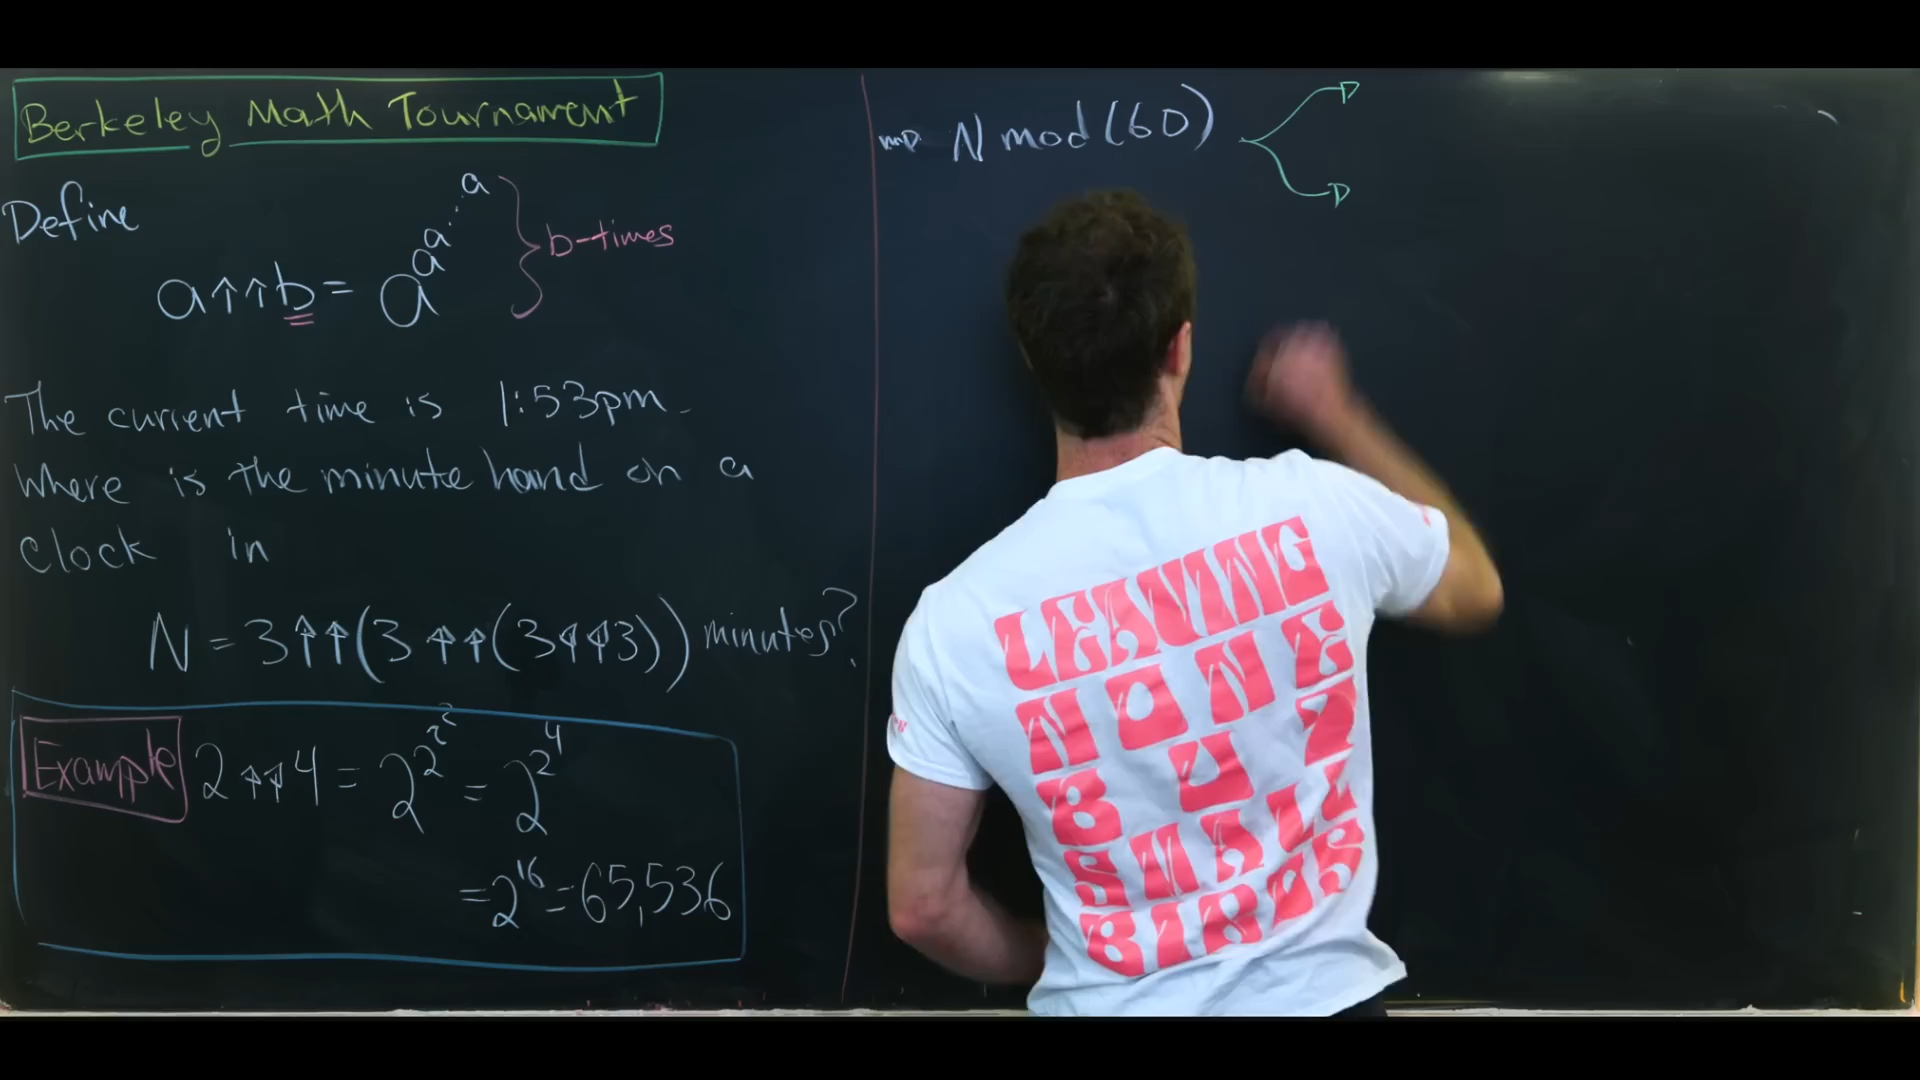 Berkeley Math Tournament
Define
a↑↑b = a^a^a^⋰^a } b-times
The current time is 1:53pm.
Where is the minute hand on a
clock in
N = 3↑↑(3↑↑(3↑↑3)) minutes?
Example 2↑↑4 = 2^2^2^2 = 2^2^4
= 2^16 = 65,536
⇝ N mod(60)
LEAVING
NONE
BUZ
SMALL
BIRDS